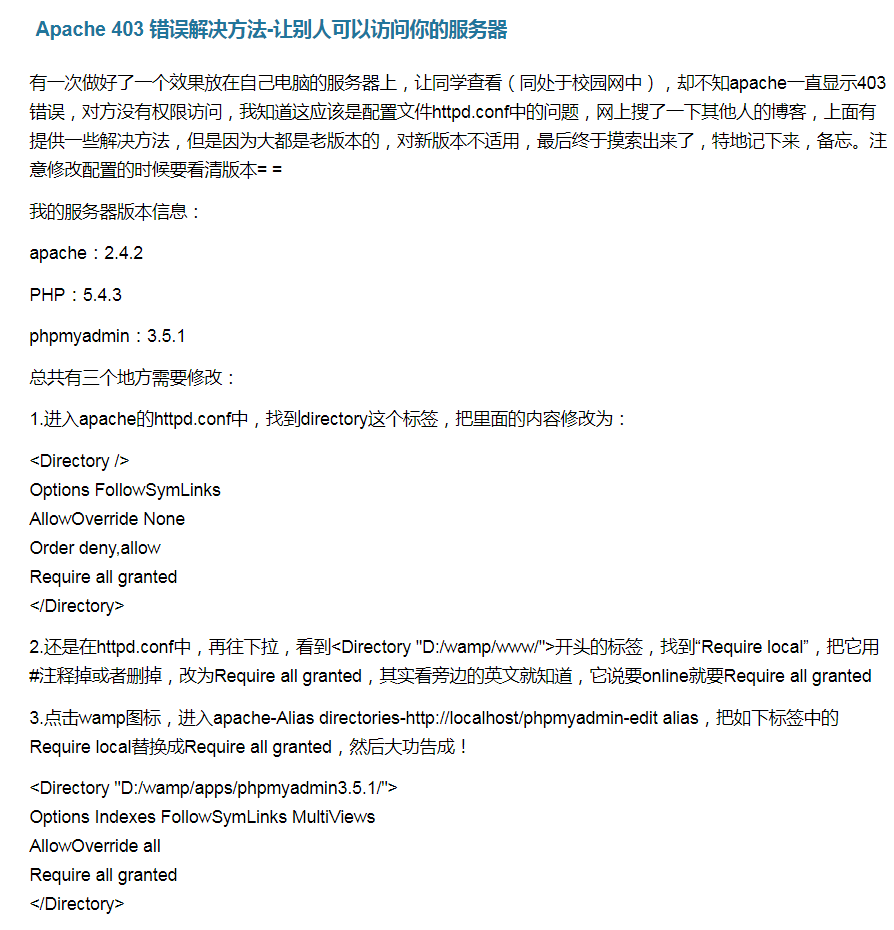 Apache 403 错误解决方法-让别人可以访问你的服务器
有一次做好了一个效果放在自己电脑的服务器上，让同学查看（同处于校园网中），却不知apache一直显示403
错误，对方没有权限访问，我知道这应该是配置文件httpd.conf中的问题，网上搜了一下其他人的博客，上面有
提供一些解决方法，但是因为大都是老版本的，对新版本不适用，最后终于摸索出来了，特地记下来，备忘。注
意修改配置的时候要看清版本= =
我的服务器版本信息：
apache：2.4.2
PHP：5.4.3
phpmyadmin：3.5.1
总共有三个地方需要修改：
1.进入apache的httpd.conf中，找到directory这个标签，把里面的内容修改为：
<Directory />
Options FollowSymLinks
AllowOverride None
Order deny,allow
Require all granted
</Directory>
2.还是在httpd.conf中，再往下拉，看到<Directory "D:/wamp/www/">开头的标签，找到“Require local”，把它用
#注释掉或者删掉，改为Require all granted，其实看旁边的英文就知道，它说要online就要Require all granted
3.点击wamp图标，进入apache-Alias directories-http://localhost/phpmyadmin-edit alias，把如下标签中的
Require local替换成Require all granted，然后大功告成！
<Directory "D:/wamp/apps/phpmyadmin3.5.1/">
Options Indexes FollowSymLinks MultiViews
AllowOverride all
Require all granted
</Directory>